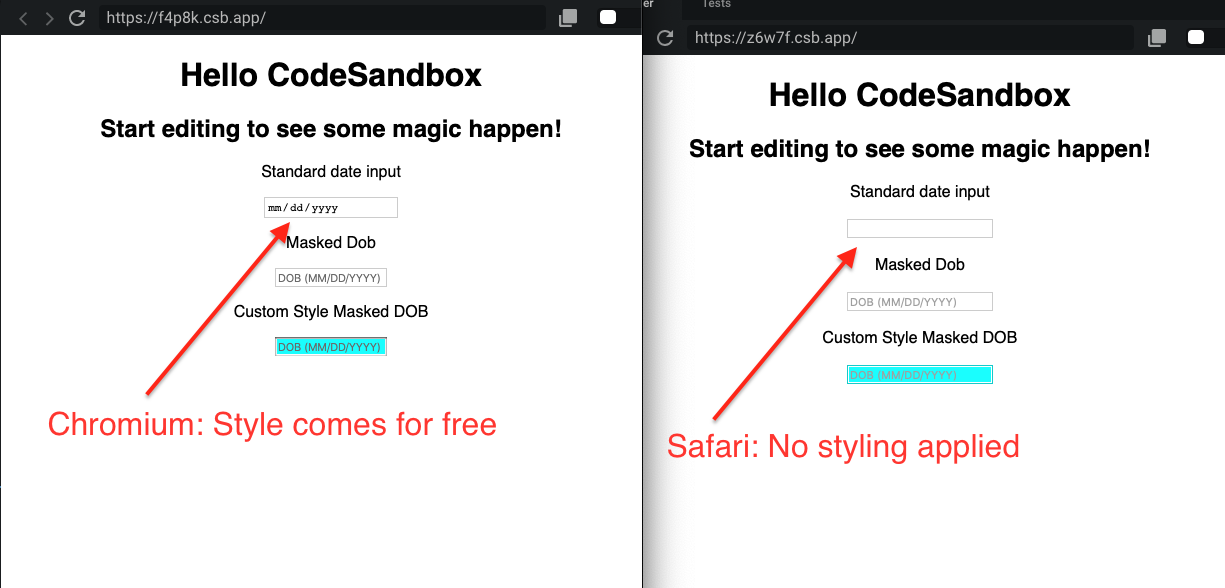 https://f4p8k.csb.app/
Hello CodeSandbox
Start editing to see some magic happen!
Standard date input
mm/dd/yyyy
Masked Dob
DOB (MM/DD/YYYY)
Custom Style Masked DOB
DOB (MM/DD/YYYY)
Chromium: Style comes for free
er
Tests
https://z6w7f.csb.app/
Hello CodeSandbox
Start editing to see some magic happen!
Standard date input
Masked Dob
DOB (MM/DD/YYYY)
Custom Style Masked DOB
DOB (MM/DD/YYYY)
Safari: No styling applied